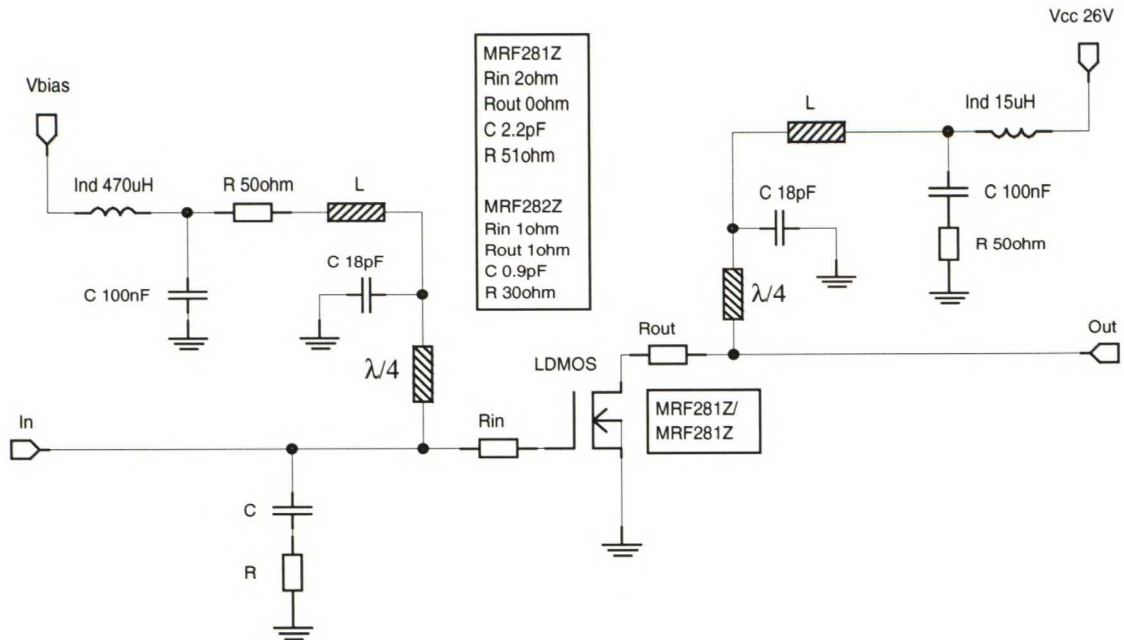 Vcc 26V
MRF281Z
Rin 2ohm
Rout 0ohm
C 2.2pF
R 51ohm
MRF282Z
Rin 1ohm
Rout 1ohm
C 0.9pF
R 30ohm
Vbias
L
Ind 15uH
Ind 470uH
R 50ohm
L
C 18pF
C 100nF
R 50ohm
C 18pF
C 100nF
λ/4
Rout
Out
λ/4
LDMOS
MRF281Z/
MRF281Z
In
Rin
C
R